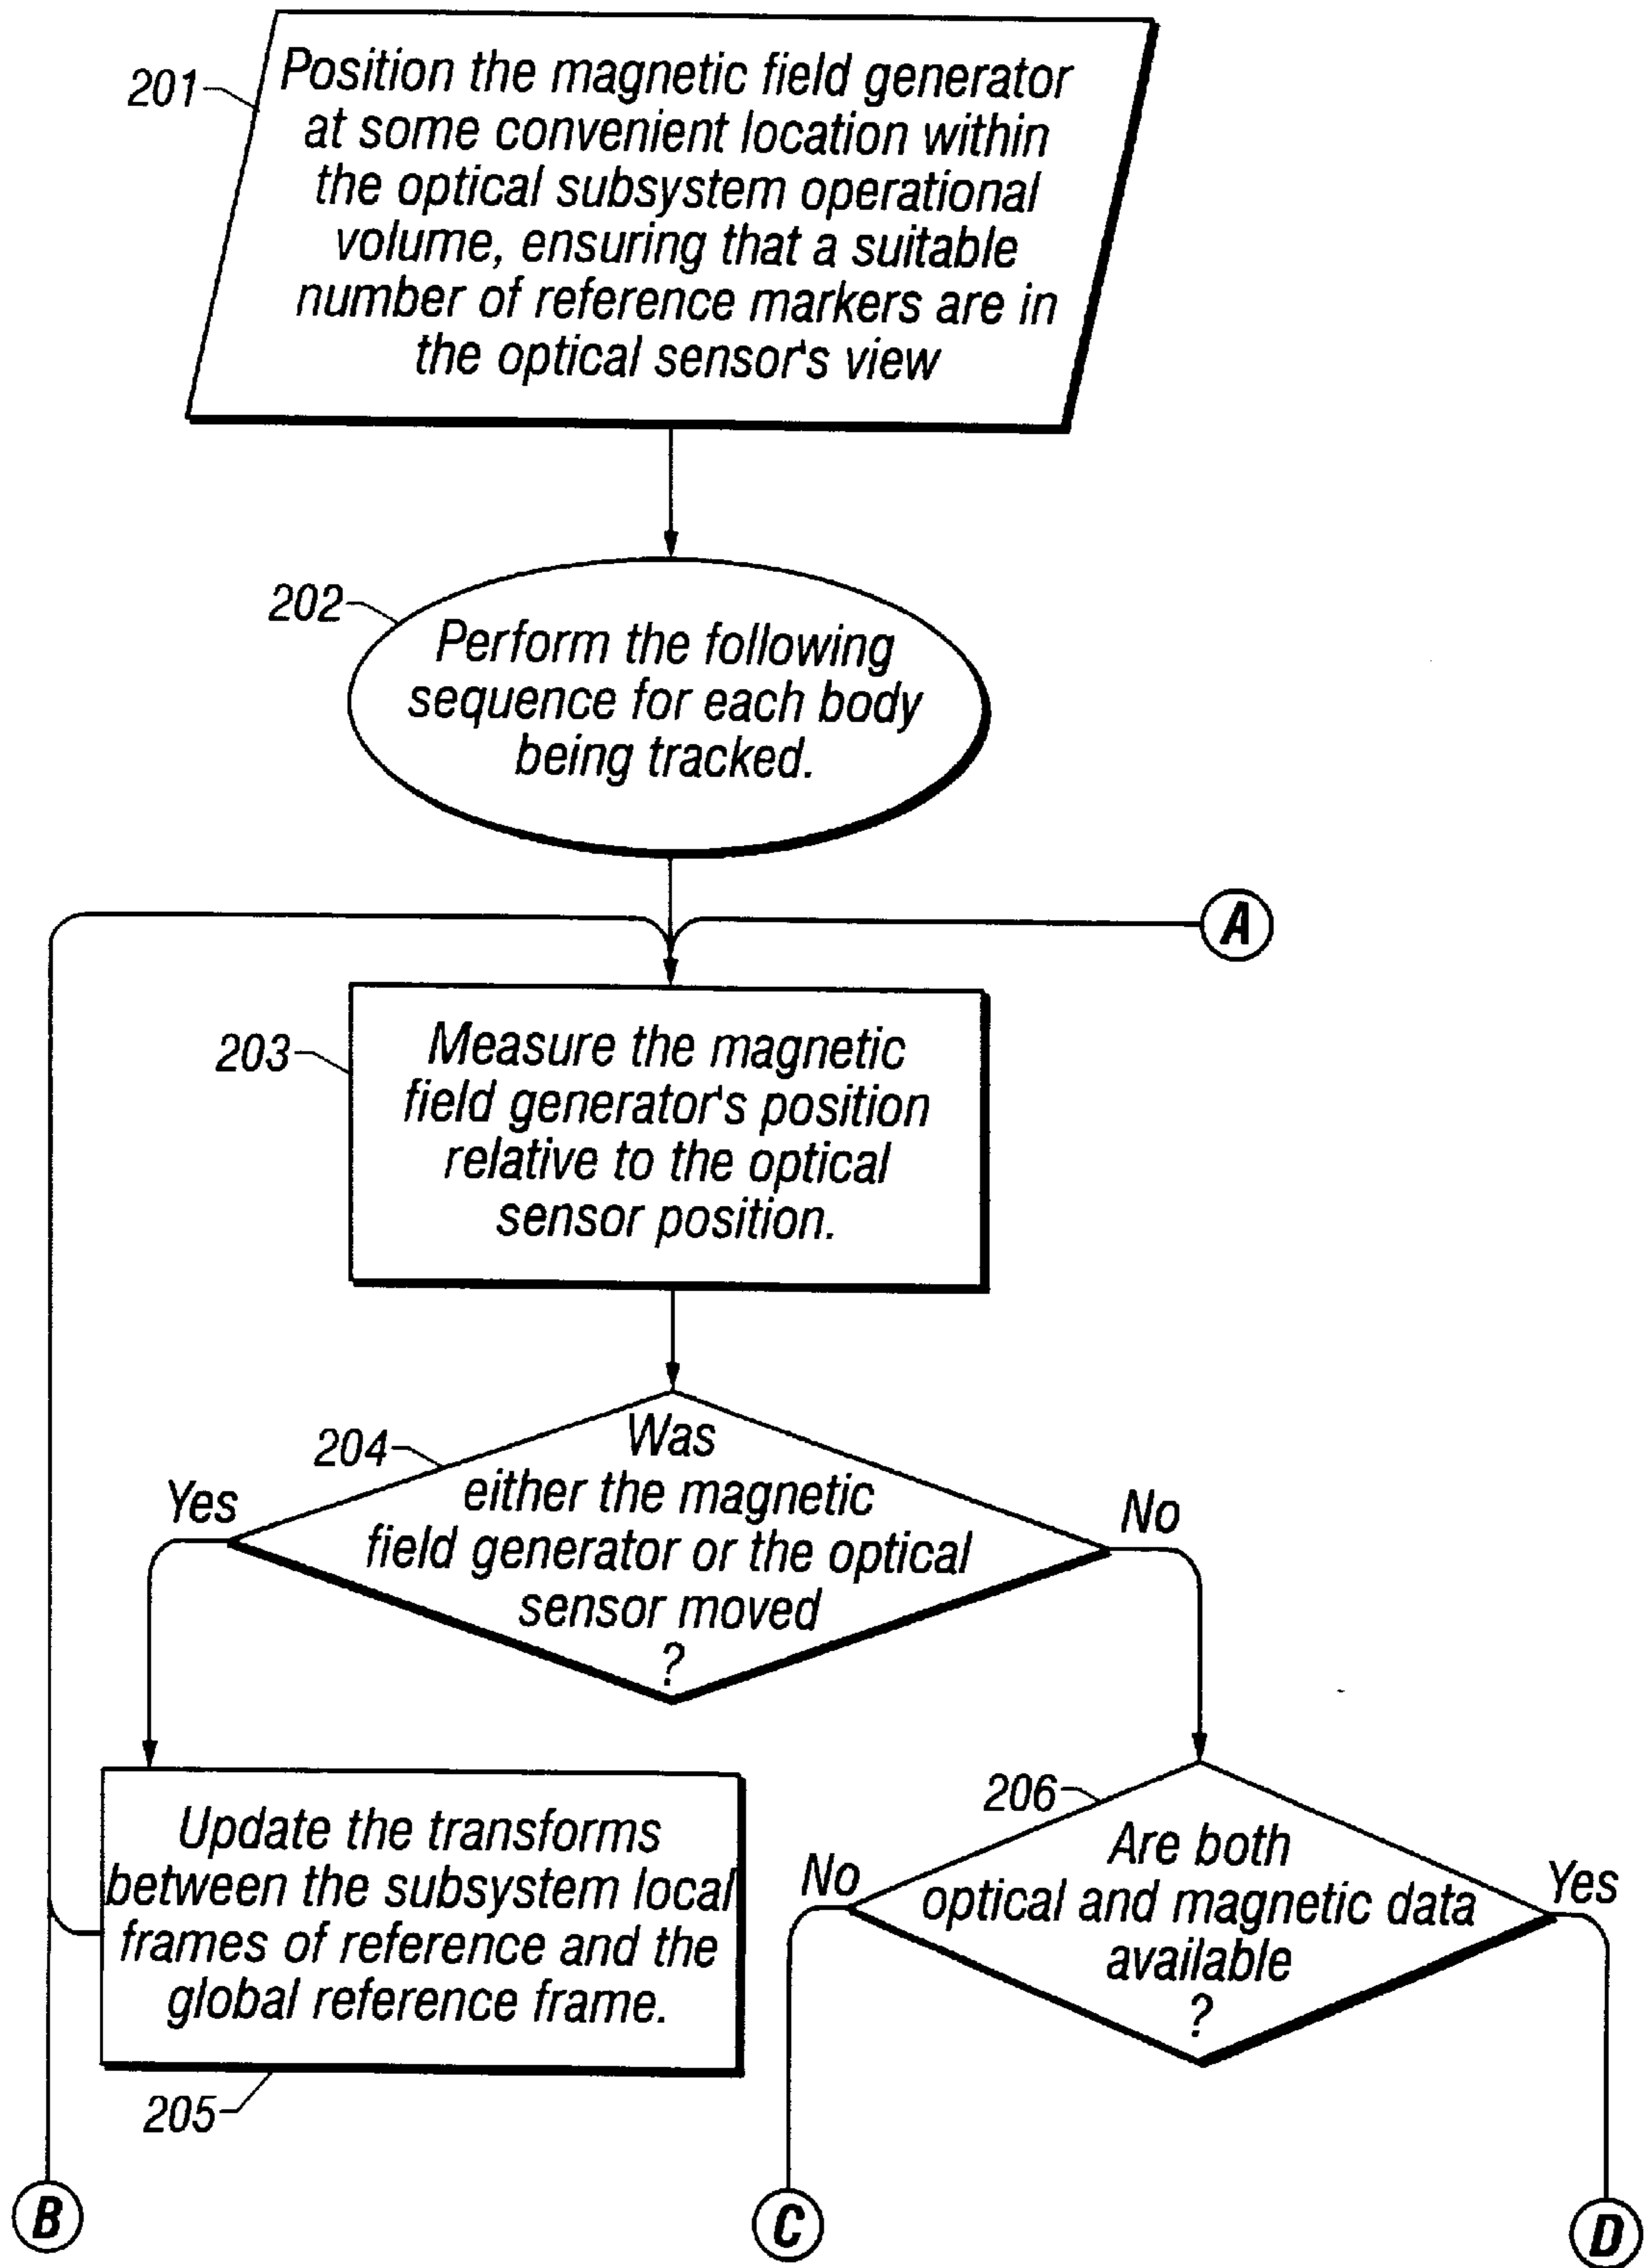 201
Position the magnetic field generator
at some convenient location within
the optical subsystem operational
volume, ensuring that a suitable
number of reference markers are in
the optical sensor's view
202
Perform the following
sequence for each body
being tracked.
A
203
Measure the magnetic
field generator's position
relative to the optical
sensor position.
204
Was
either the magnetic
field generator or the optical
sensor moved
?
Yes
No
Update the transforms
between the subsystem local
frames of reference and the
global reference frame.
205
206
Are both
optical and magnetic data
available
?
No
Yes
B
C
D